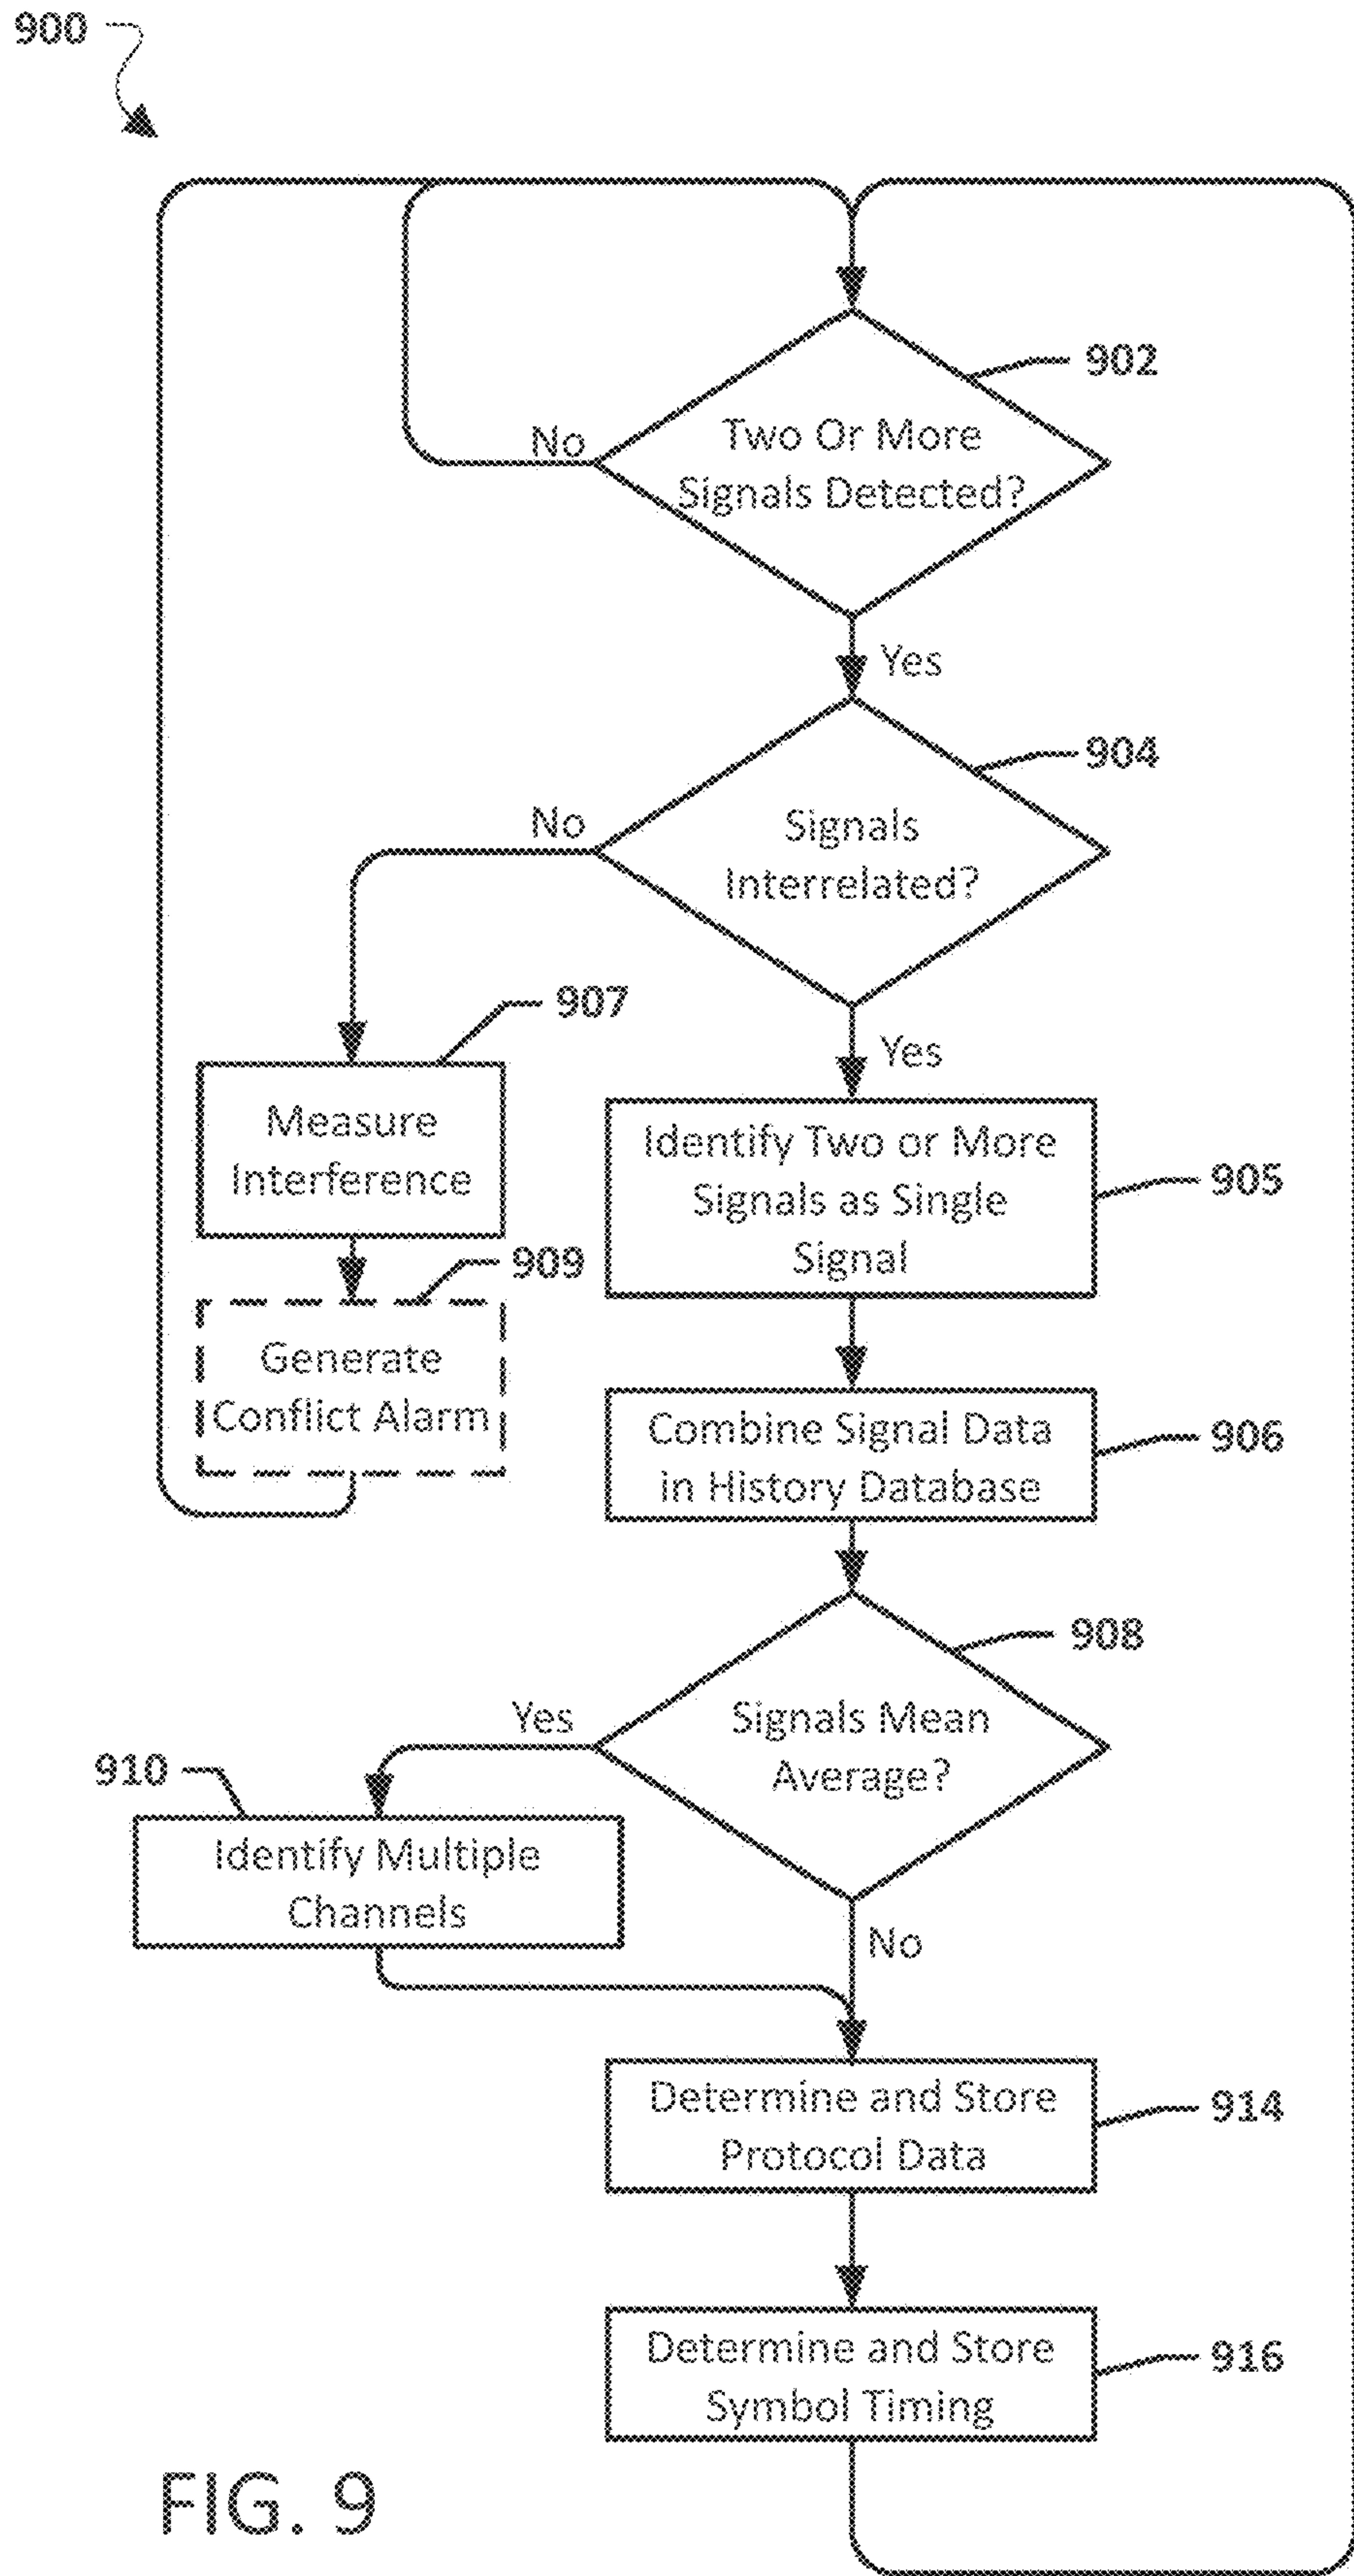 900
902
No
Two Or More
Signals Detected?
Yes
904
No
Signals
Interrelated?
907
Yes
Measure
Interference
Identify Two or More
Signals as Single
Signal
905
909
Generate
Conflict Alarm
Combine Signal Data
in History Database
906
908
Yes
Signals Mean
Average?
910
Identify Multiple
Channels
No
Determine and Store
Protocol Data
914
Determine and Store
Symbol Timing
916
FIG. 9